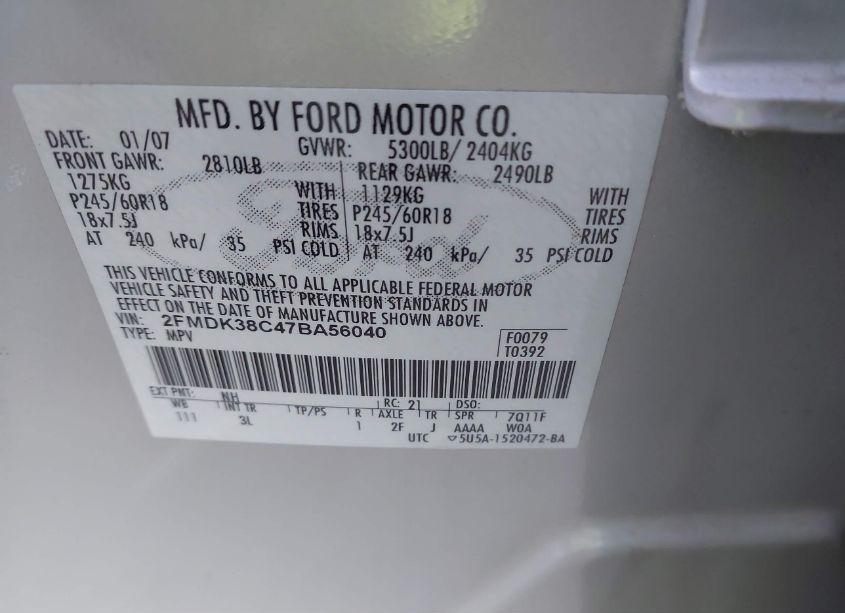 MFD. BY FORD MOTOR CO.
DATE: 01/07 GVWR: 5300LB/ 2404KG
FRONT GAWR: 2810LB REAR GAWR: 2490LB
1275KG WITH 1129KG WITH
P245/60R18 TIRES P245/60R18 TIRES
18x7.5J RIMS 18x7.5J RIMS
AT 240 kPa/ 35 PSI COLD AT 240 kPa/ 35 PSI COLD
Ford
THIS VEHICLE CONFORMS TO ALL APPLICABLE FEDERAL MOTOR
VEHICLE SAFETY AND THEFT PREVENTION STANDARDS IN
EFFECT ON THE DATE OF MANUFACTURE SHOWN ABOVE.
VIN: 2FMDK38C47BA56040
TYPE: MPV
F0079
T0392
EXT PNT: NH RC: 21 DSO:
WB INT TR TP/PS R AXLE TR SPR 7Q11F
111 3L 1 2F J AAAA W0A
UTC ▽5U5A-1520472-BA